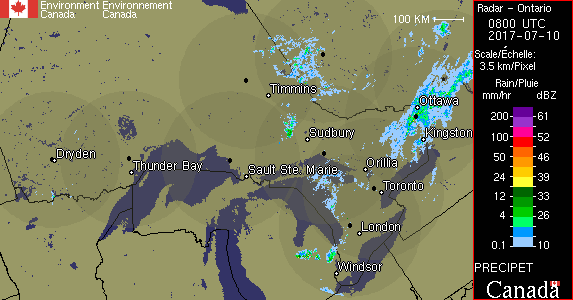 Environment Environnement
Canada Canada
100 KM
Timmins
Ottawa
Sudbury
Kingston
Dryden
Thunder Bay
Sault Ste. Marie
Orillia
Toronto
London
Windsor
Radar - Ontario
0800 UTC
2017-07-10
Scale/Échelle:
3.5 km/Pixel
Rain/Pluie
mm/hr dBZ
200 61
100 52
50 46
24 39
12 33
4 26
0.1 10
PRECIPET
Canada